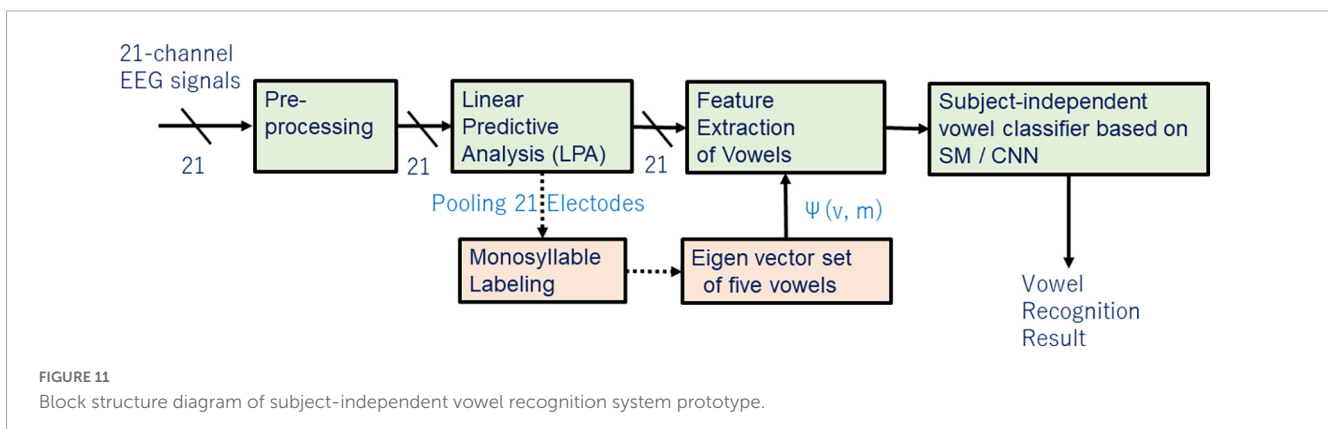 21-channel
EEG signals
21
Pre-
processing
21
Linear
Predictive
Analysis (LPA)
21
Feature
Extraction
of Vowels
Subject-independent
vowel classifier based on
SM / CNN
Pooling 21 Electodes
Ψ (v, m)
Monosyllable
Labeling
Eigen vector set
of five vowels
Vowel
Recognition
Result
FIGURE 11
Block structure diagram of subject-independent vowel recognition system prototype.